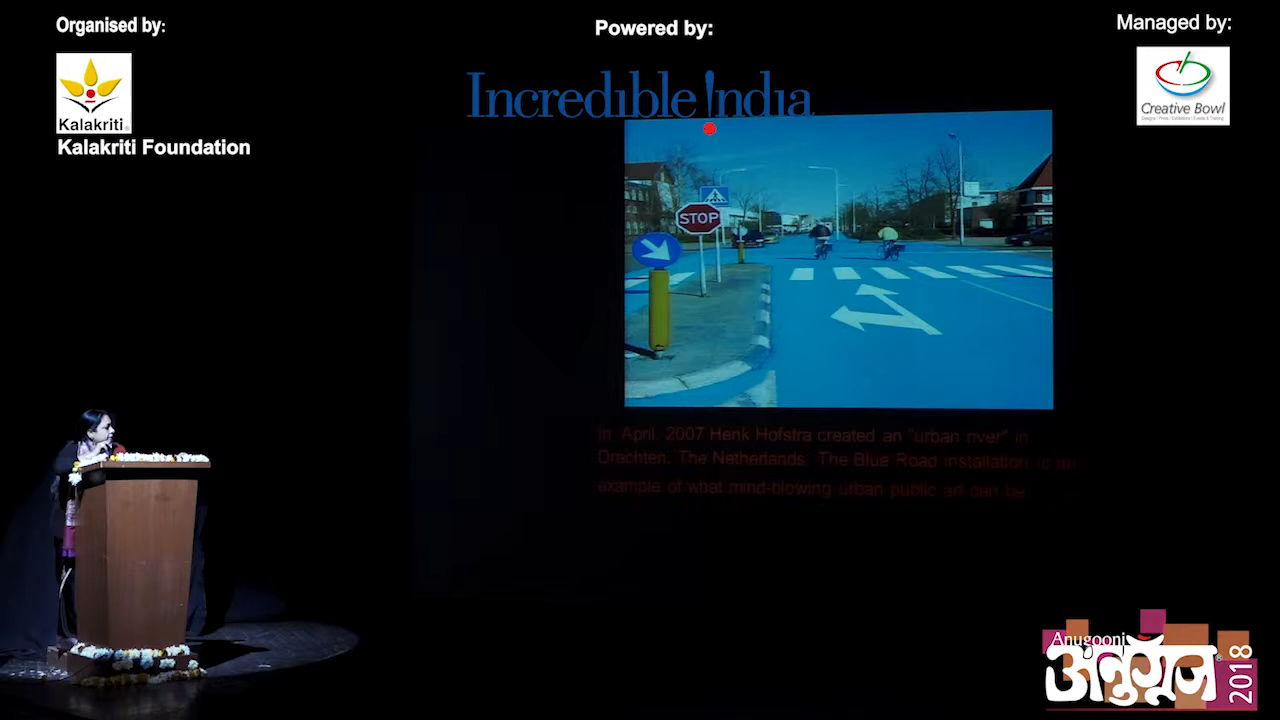 Organised by:
Powered by:
Managed by:
Kalakriti
Kalakriti Foundation
Incredible !ndia
Creative Bowl
STOP
In April, 2007 Henk Hofstra created an "urban river" in
Drachten, The Netherlands. The Blue Road installation is
example of what mind-blowing urban public art can be
Anugoonj
अनुगूँज
2018